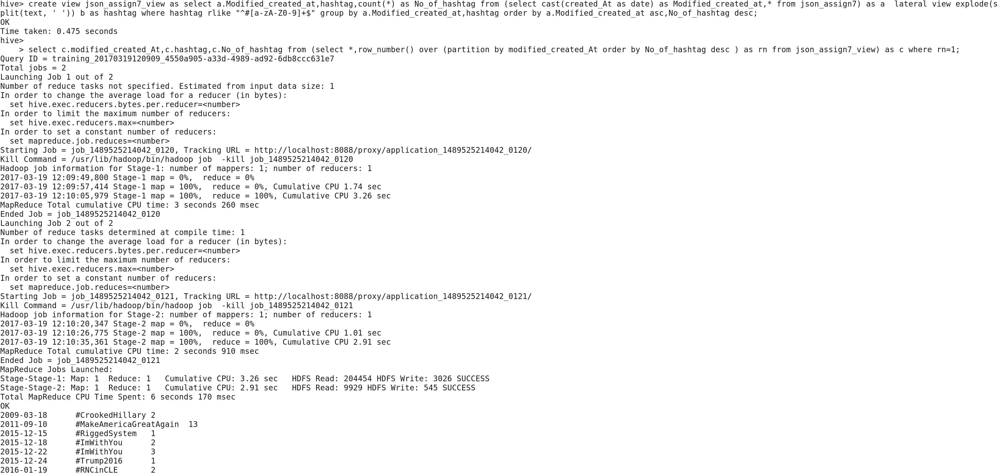 hive> create view json_assign7_view as select a.Modified_created_at,hashtag,count(*) as No_of_hashtag from (select cast(created_At as date) as Modified_created_at,* from json_assign7) as a  lateral view explode(s
plit(text, ' ')) b as hashtag where hashtag rlike "^#[a-zA-Z0-9]+$" group by a.Modified_created_at,hashtag order by a.Modified_created_at asc,No_of_hashtag desc;
OK
Time taken: 0.475 seconds
hive>
    > select c.modified_created_At,c.hashtag,c.No_of_hashtag from (select *,row_number() over (partition by modified_created_At order by No_of_hashtag desc ) as rn from json_assign7_view) as c where rn=1;
Query ID = training_20170319120909_4550a905-a33d-4989-ad92-6db8ccc631e7
Total jobs = 2
Launching Job 1 out of 2
Number of reduce tasks not specified. Estimated from input data size: 1
In order to change the average load for a reducer (in bytes):
  set hive.exec.reducers.bytes.per.reducer=<number>
In order to limit the maximum number of reducers:
  set hive.exec.reducers.max=<number>
In order to set a constant number of reducers:
  set mapreduce.job.reduces=<number>
Starting Job = job_1489525214042_0120, Tracking URL = http://localhost:8088/proxy/application_1489525214042_0120/
Kill Command = /usr/lib/hadoop/bin/hadoop job  -kill job_1489525214042_0120
Hadoop job information for Stage-1: number of mappers: 1; number of reducers: 1
2017-03-19 12:09:49,800 Stage-1 map = 0%,  reduce = 0%
2017-03-19 12:09:57,414 Stage-1 map = 100%,  reduce = 0%, Cumulative CPU 1.74 sec
2017-03-19 12:10:05,979 Stage-1 map = 100%,  reduce = 100%, Cumulative CPU 3.26 sec
MapReduce Total cumulative CPU time: 3 seconds 260 msec
Ended Job = job_1489525214042_0120
Launching Job 2 out of 2
Number of reduce tasks determined at compile time: 1
In order to change the average load for a reducer (in bytes):
  set hive.exec.reducers.bytes.per.reducer=<number>
In order to limit the maximum number of reducers:
  set hive.exec.reducers.max=<number>
In order to set a constant number of reducers:
  set mapreduce.job.reduces=<number>
Starting Job = job_1489525214042_0121, Tracking URL = http://localhost:8088/proxy/application_1489525214042_0121/
Kill Command = /usr/lib/hadoop/bin/hadoop job  -kill job_1489525214042_0121
Hadoop job information for Stage-2: number of mappers: 1; number of reducers: 1
2017-03-19 12:10:20,347 Stage-2 map = 0%,  reduce = 0%
2017-03-19 12:10:26,775 Stage-2 map = 100%,  reduce = 0%, Cumulative CPU 1.01 sec
2017-03-19 12:10:35,361 Stage-2 map = 100%,  reduce = 100%, Cumulative CPU 2.91 sec
MapReduce Total cumulative CPU time: 2 seconds 910 msec
Ended Job = job_1489525214042_0121
MapReduce Jobs Launched:
Stage-Stage-1: Map: 1  Reduce: 1   Cumulative CPU: 3.26 sec   HDFS Read: 204454 HDFS Write: 3026 SUCCESS
Stage-Stage-2: Map: 1  Reduce: 1   Cumulative CPU: 2.91 sec   HDFS Read: 9929 HDFS Write: 545 SUCCESS
Total MapReduce CPU Time Spent: 6 seconds 170 msec
OK
2009-03-18      #CrookedHillary 2
2011-09-10      #MakeAmericaGreatAgain  13
2015-12-15      #RiggedSystem   1
2015-12-18      #ImWithYou      2
2015-12-22      #ImWithYou      3
2015-12-24      #Trump2016      1
2016-01-19      #RNCinCLE       2